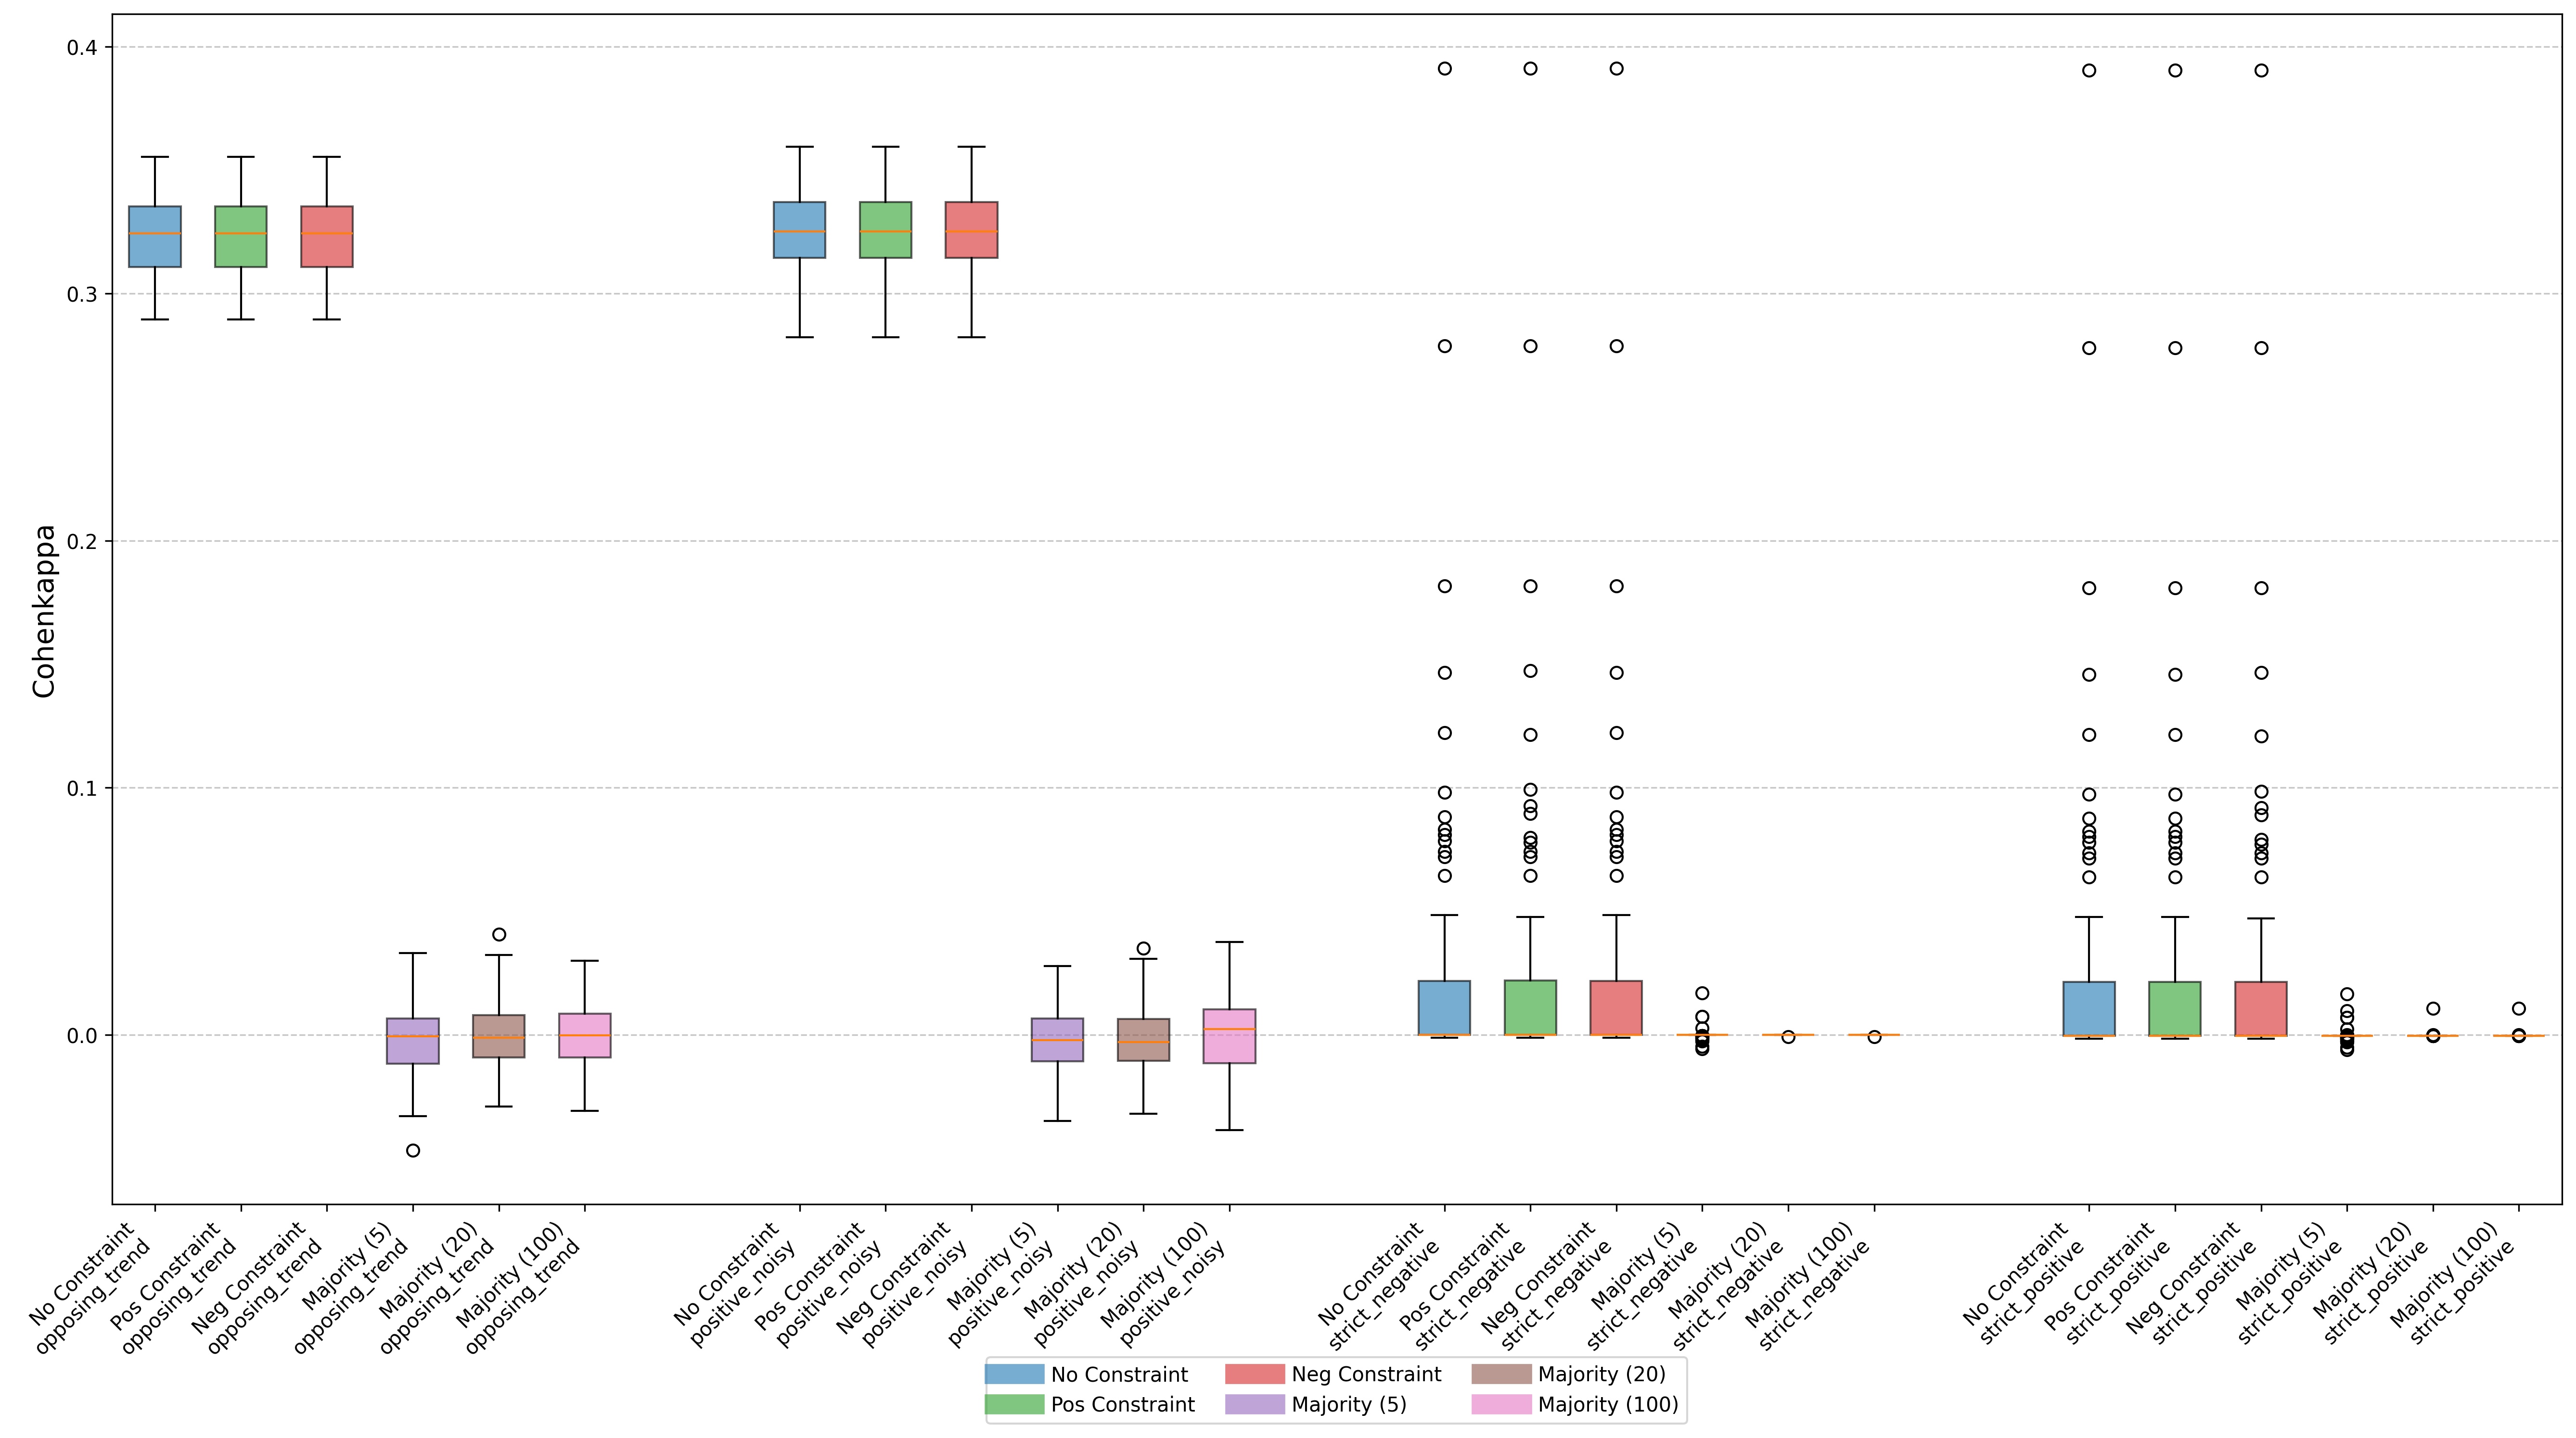 Cohenkappa
0.4
0.3
0.2
0.1
0.0
No Constraint
opposing_trend
Pos Constraint
opposing_trend
Neg Constraint
opposing_trend
Majority (5)
opposing_trend
Majority (20)
opposing_trend
Majority (100)
opposing_trend
No Constraint
positive_noisy
Pos Constraint
positive_noisy
Neg Constraint
positive_noisy
Majority (5)
positive_noisy
Majority (20)
positive_noisy
Majority (100)
positive_noisy
No Constraint
strict_negative
Pos Constraint
strict_negative
Neg Constraint
strict_negative
Majority (5)
strict_negative
Majority (20)
strict_negative
Majority (100)
strict_negative
No Constraint
strict_positive
Pos Constraint
strict_positive
Neg Constraint
strict_positive
Majority (5)
strict_positive
Majority (20)
strict_positive
Majority (100)
strict_positive
No Constraint
Pos Constraint
Neg Constraint
Majority (5)
Majority (20)
Majority (100)